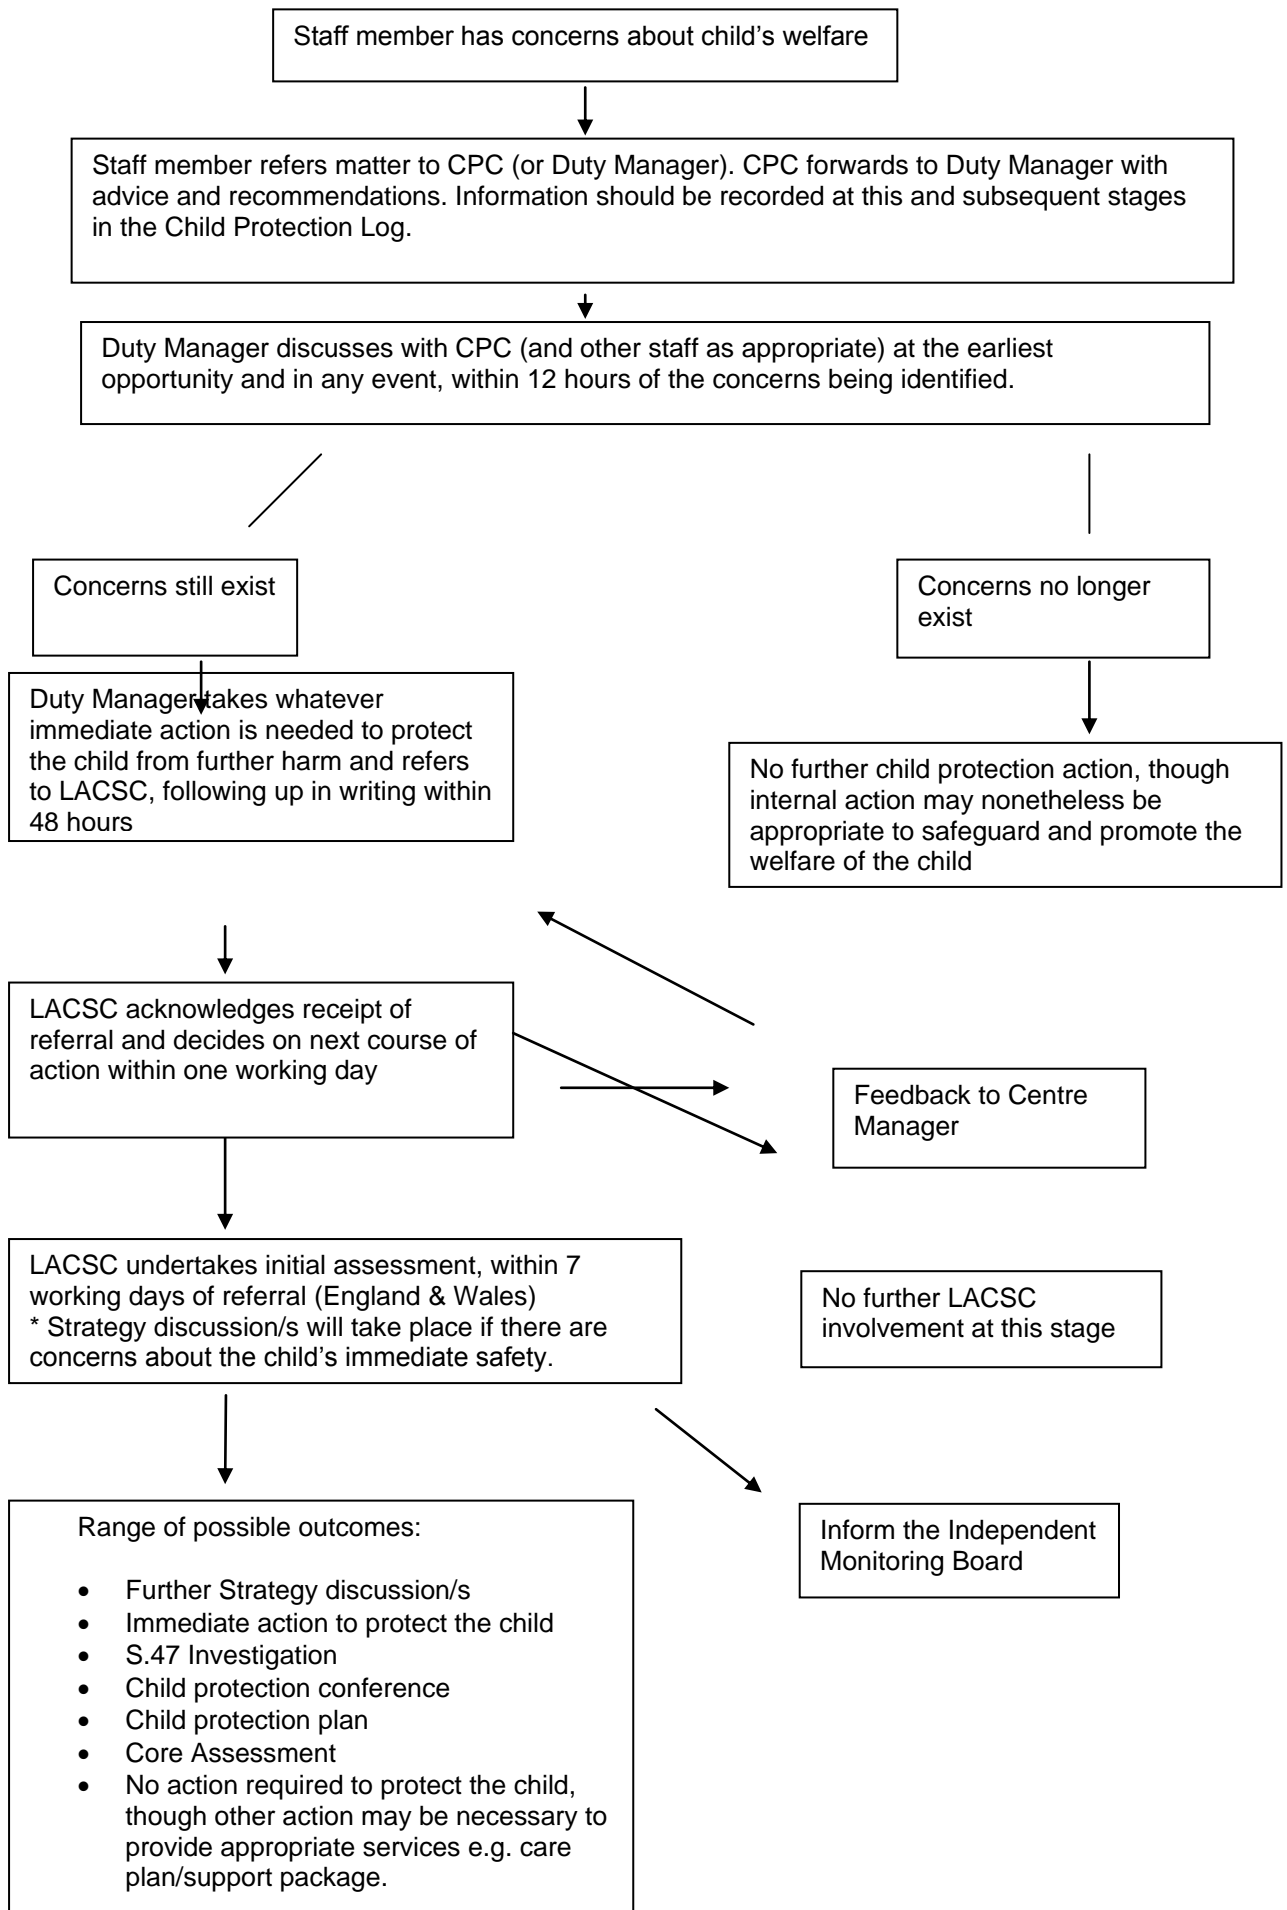 Staff member has concerns about child’s welfare
Staff member refers matter to CPC (or Duty Manager). CPC forwards to Duty Manager with
advice and recommendations. Information should be recorded at this and subsequent stages
in the Child Protection Log.
Duty Manager discusses with CPC (and other staff as appropriate) at the earliest
opportunity and in any event, within 12 hours of the concerns being identified.
Concerns still exist
Concerns no longer
exist
Duty Manager takes whatever
immediate action is needed to protect
the child from further harm and refers
to LACSC, following up in writing within
48 hours
No further child protection action, though
internal action may nonetheless be
appropriate to safeguard and promote the
welfare of the child
LACSC acknowledges receipt of
referral and decides on next course of
action within one working day
Feedback to Centre
Manager
LACSC undertakes initial assessment, within 7
working days of referral (England & Wales)
* Strategy discussion/s will take place if there are
concerns about the child’s immediate safety.
No further LACSC
involvement at this stage
Range of possible outcomes:
• Further Strategy discussion/s
• Immediate action to protect the child
• S.47 Investigation
• Child protection conference
• Child protection plan
• Core Assessment
• No action required to protect the child,
though other action may be necessary to
provide appropriate services e.g. care
plan/support package.
Inform the Independent
Monitoring Board